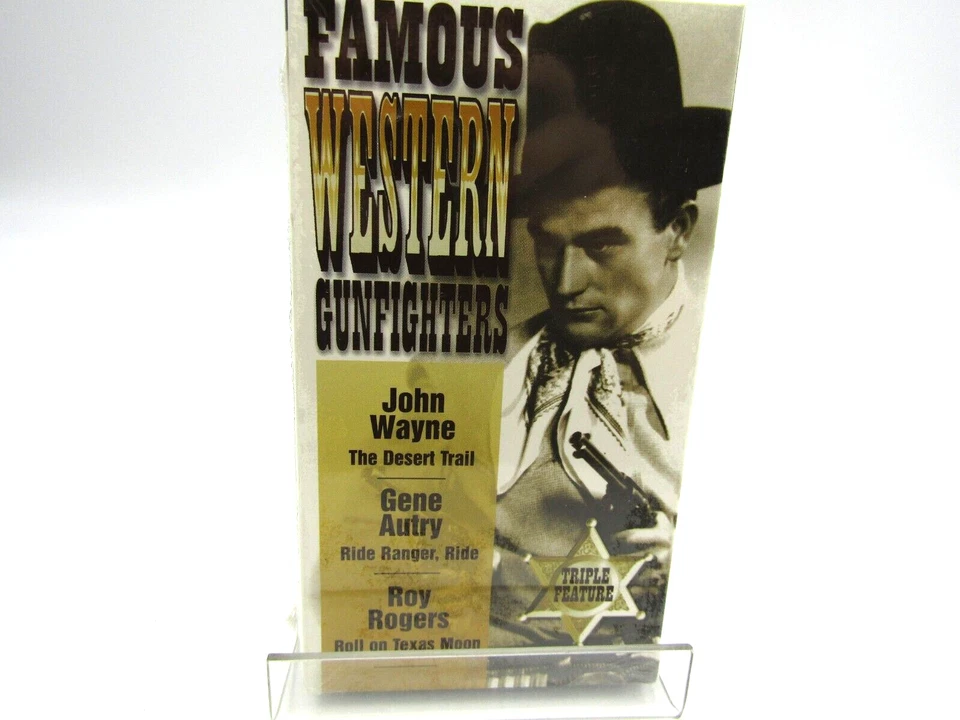 FAMOUS
WESTERN
GUNFIGHTERS
John
Wayne
The Desert Trail
Gene
Autry
Ride Ranger, Ride
Roy
Rogers
Roll on Texas Moon
TRIPLE
FEATURE